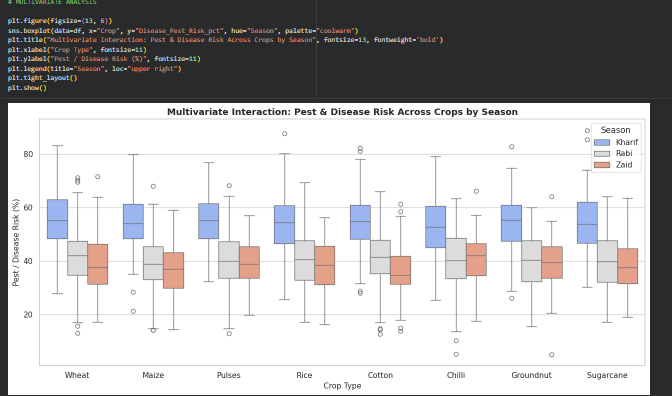 # MULTIVARIATE ANALYSIS
plt.figure(figsize=(13, 6))
sns.boxplot(data=df, x="Crop", y="Disease_Pest_Risk_pct", hue="Season", palette="coolwarm")
plt.title("Multivariate Interaction: Pest & Disease Risk Across Crops by Season", fontsize=13, fontweight='bold')
plt.xlabel("Crop Type", fontsize=11)
plt.ylabel("Pest / Disease Risk (%)", fontsize=11)
plt.legend(title="Season", loc="upper right")
plt.tight_layout()
plt.show()
Multivariate Interaction: Pest & Disease Risk Across Crops by Season
Season
Kharif
Rabi
Zaid
Pest / Disease Risk (%)
80
60
40
20
Wheat Maize Pulses Rice Cotton Chilli Groundnut Sugarcane
Crop Type